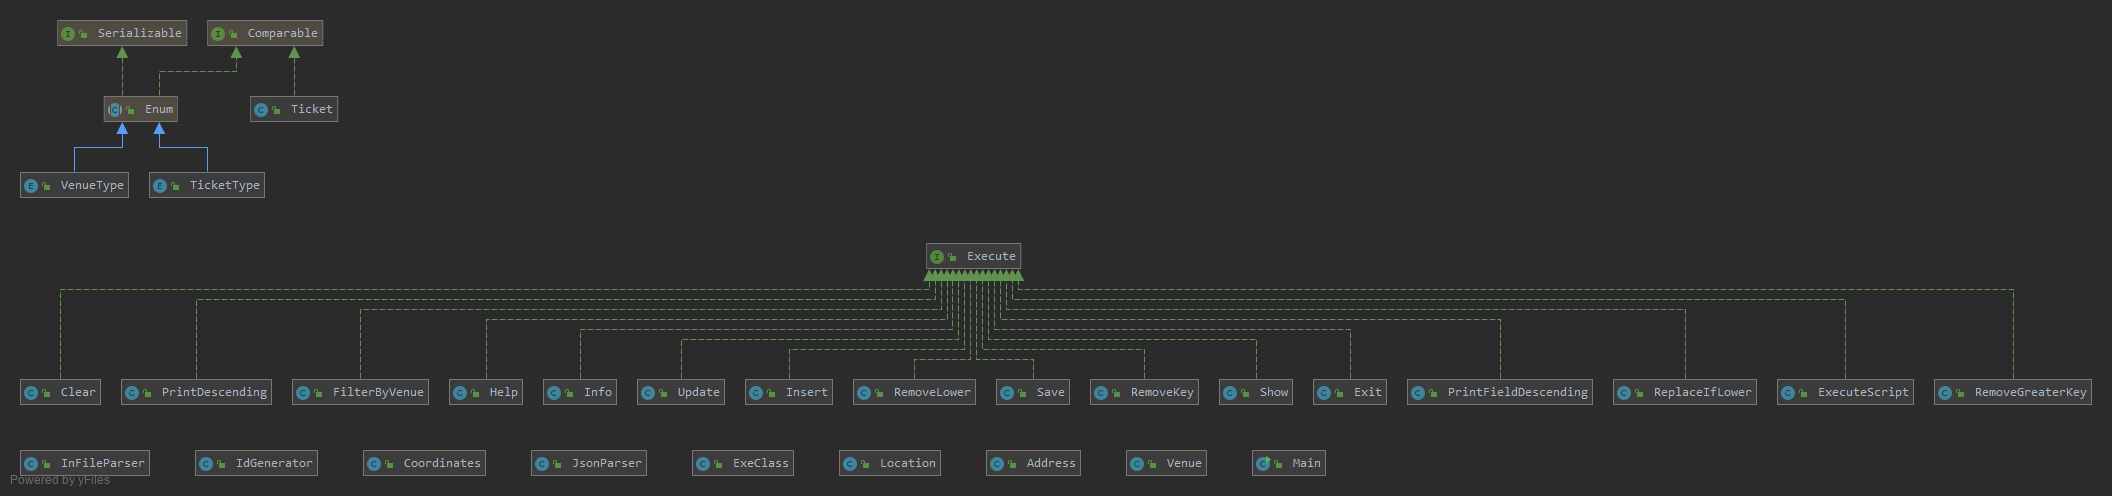 Serializable
Comparable
Enum
Ticket
VenueType
TicketType
Execute
Clear
PrintDescending
FilterByVenue
Help
Info
Update
Insert
RemoveLower
Save
RemoveKey
Show
Exit
PrintFieldDescending
ReplaceIfLower
ExecuteScript
RemoveGreaterKey
InFileParser
IdGenerator
Coordinates
JsonParser
ExeClass
Location
Address
Venue
Main
Powered by yFiles